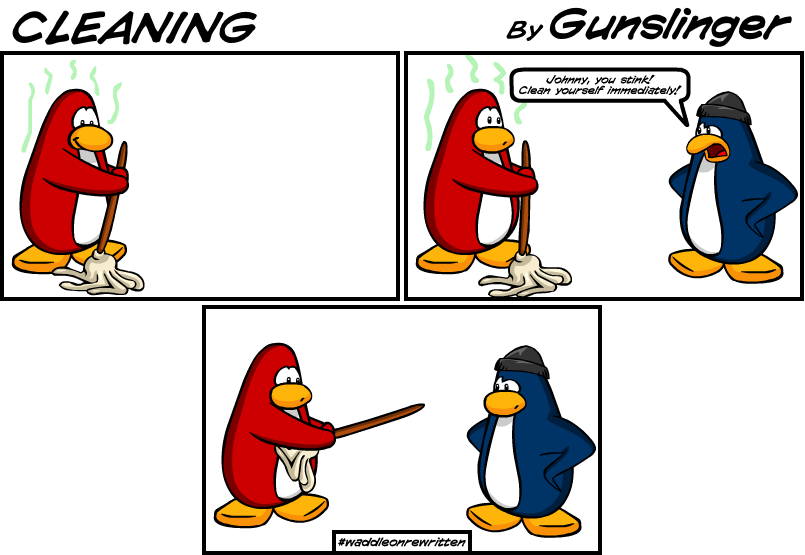 CLEANING
By Gunslinger
Johnny, you stink!
Clean yourself immediately!
#waddleonrewritten